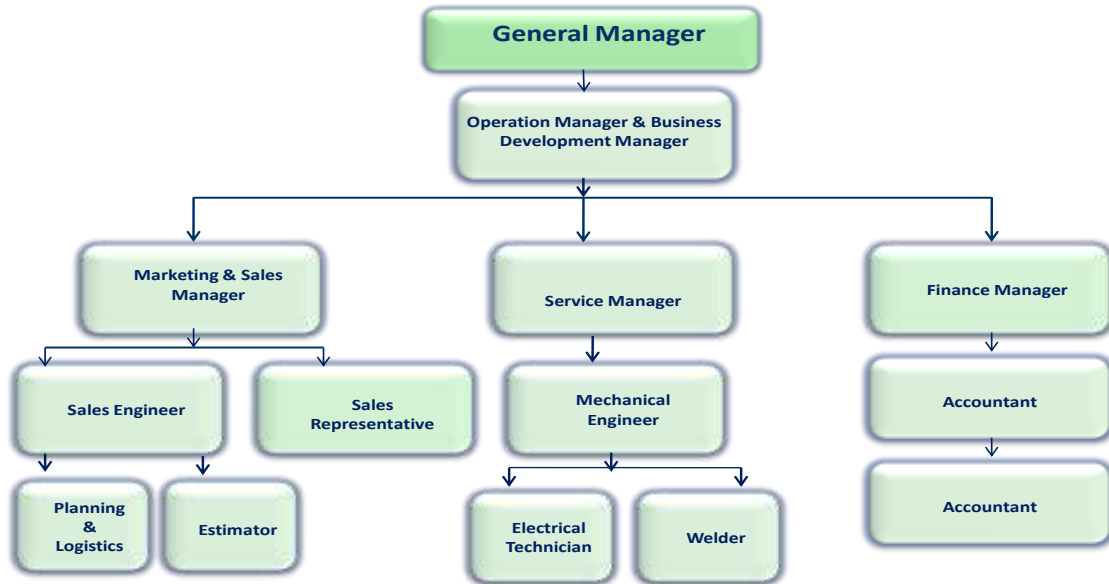 General Manager
Operation Manager & Business
Development Manager
Marketing & Sales
Manager
Service Manager
Finance Manager
Sales Engineer
Sales
Representative
Mechanical
Engineer
Accountant
Planning
&
Logistics
Estimator
Electrical
Technician
Welder
Accountant